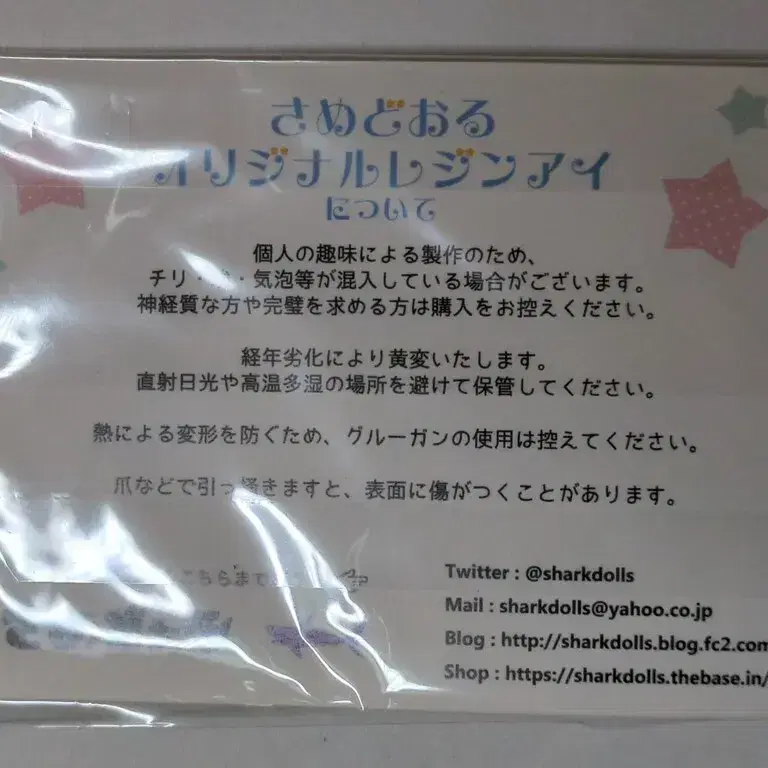 さめどおる
オリジナルレジンアイ
について
個人の趣味による製作のため、
チリ・・気泡等が混入している場合がございます。
神経質な方や完璧を求める方は購入をお控えください。
経年劣化により黄変いたします。
直射日光や高温多湿の場所を避けて保管してください。
熱による変形を防ぐため、グルーガンの使用は控えてください。
爪などで引っ掻きますと、表面に傷がつくことがあります。
こちらまで
Twitter : @sharkdolls
Mail : sharkdolls@yahoo.co.jp
Blog : http://sharkdolls.blog.fc2.com
Shop : https://sharkdolls.thebase.in/